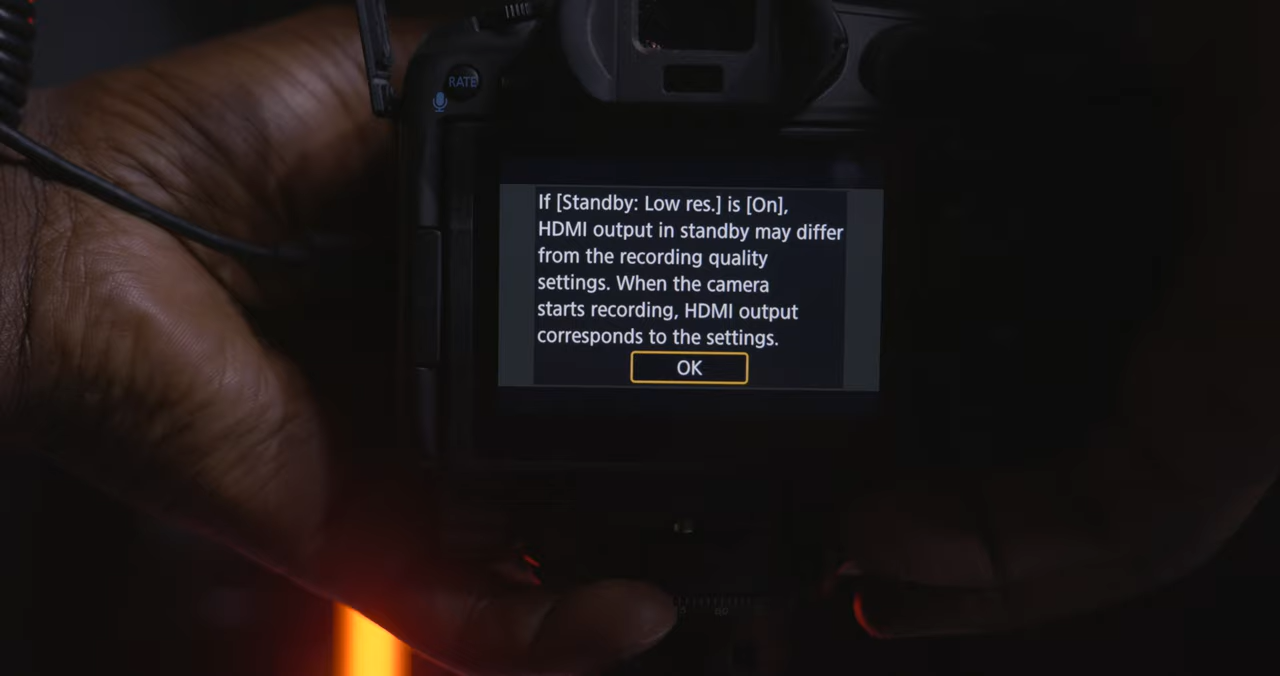 RATE
If [Standby: Low res.] is [On],
HDMI output in standby may differ
from the recording quality
settings. When the camera
starts recording, HDMI output
corresponds to the settings.
OK